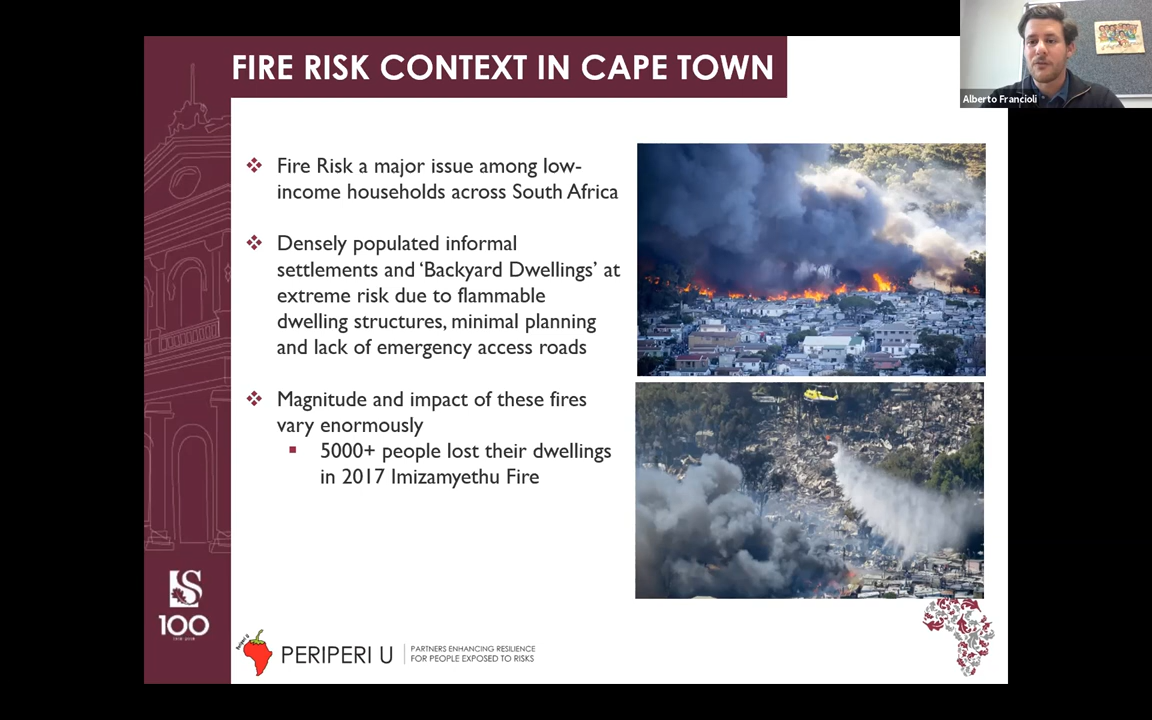 FIRE RISK CONTEXT IN CAPE TOWN
Alberto Francioli
Fire Risk a major issue among low-
income households across South Africa
Densely populated informal
settlements and ‘Backyard Dwellings’ at
extreme risk due to flammable
dwelling structures, minimal planning
and lack of emergency access roads
Magnitude and impact of these fires
vary enormously
5000+ people lost their dwellings
in 2017 Imizamyethu Fire
100
PERIPERI U
PARTNERS ENHANCING RESILIENCE
FOR PEOPLE EXPOSED TO RISKS